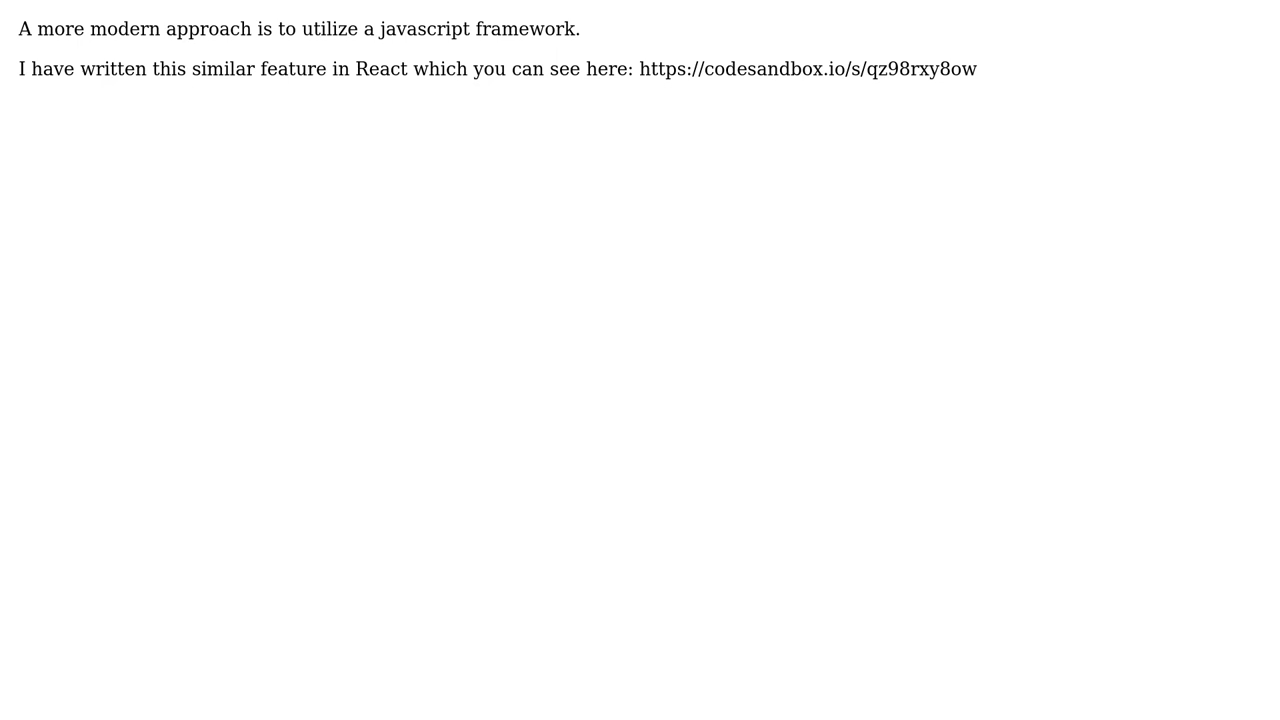 A more modern approach is to utilize a javascript framework.
I have written this similar feature in React which you can see here: https://codesandbox.io/s/qz98rxy8ow